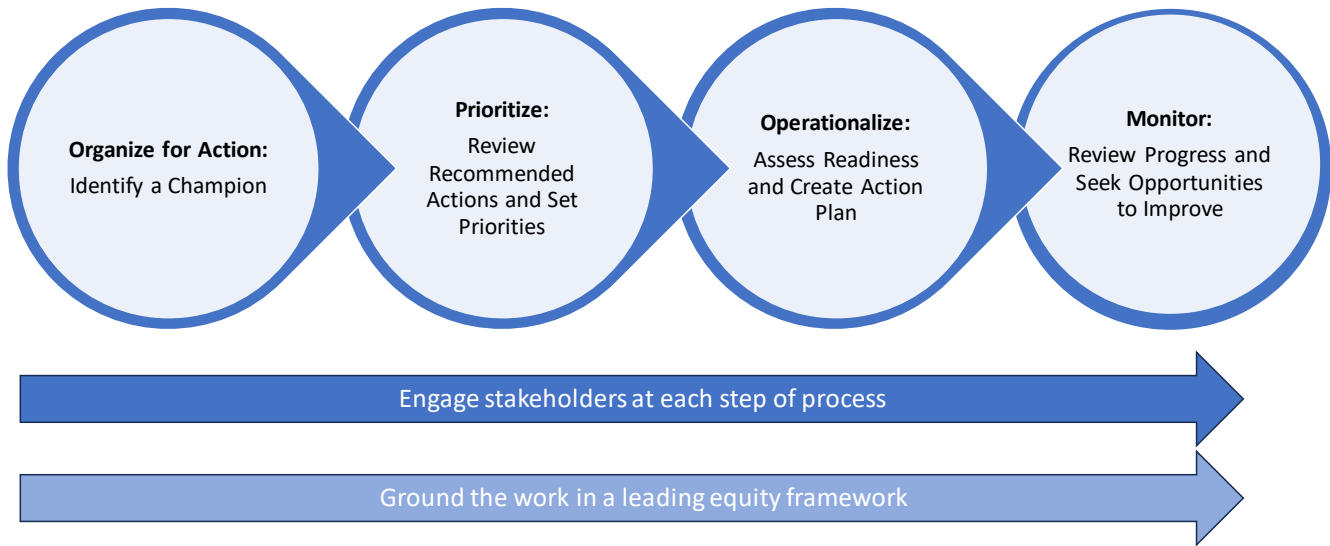 Organize for Action:
Identify a Champion
Prioritize:
Review
Recommended
Actions and Set
Priorities
Operationalize:
Assess Readiness
and Create Action
Plan
Monitor:
Review Progress and
Seek Opportunities
to Improve
Engage stakeholders at each step of process
Ground the work in a leading equity framework